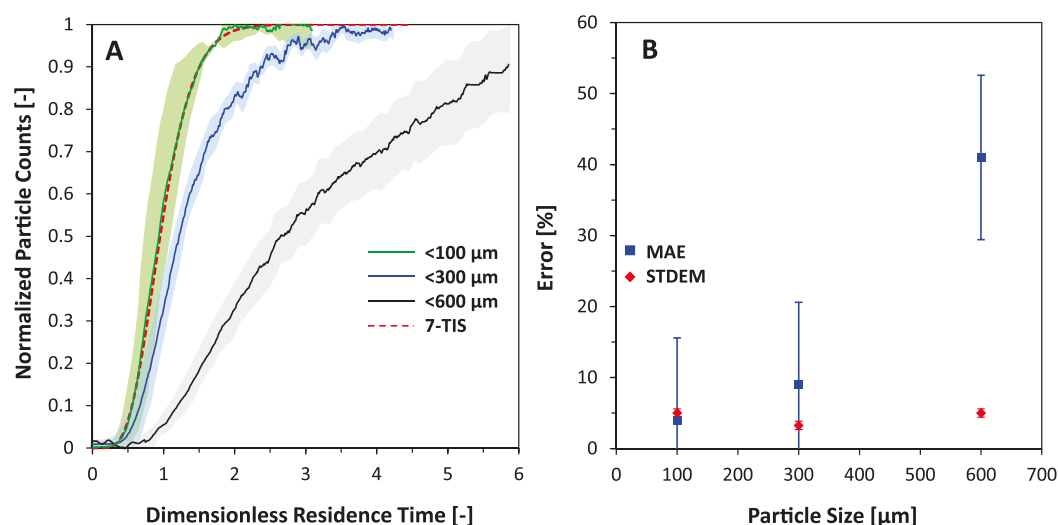 A
Normalized Particle Counts [-]
1
0.9
0.8
0.7
0.6
0.5
0.4
0.3
0.2
0.1
0
0 1 2 3 4 5 6
Dimensionless Residence Time [-]
<100 µm
<300 µm
<600 µm
7-TIS
B
Error [%]
60
50
40
30
20
10
0
0 100 200 300 400 500 600 700
Particle Size [µm]
MAE
STDEM